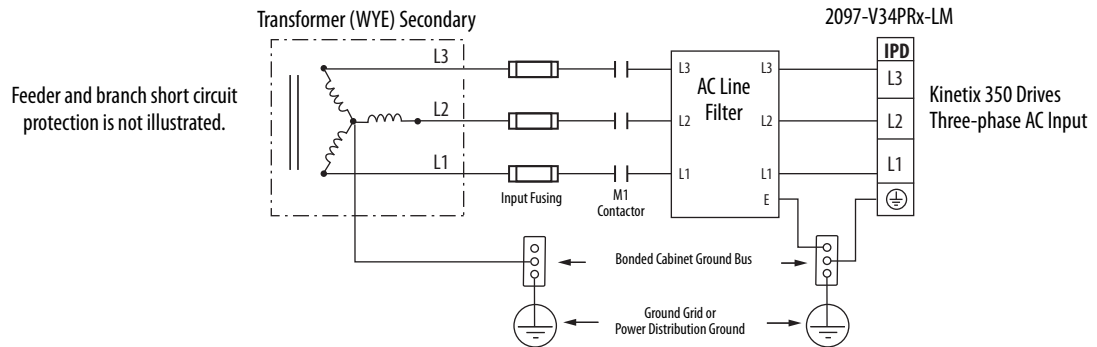 Transformer (WYE) Secondary
2097-V34PRx-LM
Feeder and branch short circuit
protection is not illustrated.
L3
L2
L1
Input Fusing
M1
Contactor
L3
L2
L1
AC Line
Filter
L3
L2
L1
E
IPD
L3
L2
L1
Kinetix 350 Drives
Three-phase AC Input
Bonded Cabinet Ground Bus
Ground Grid or
Power Distribution Ground